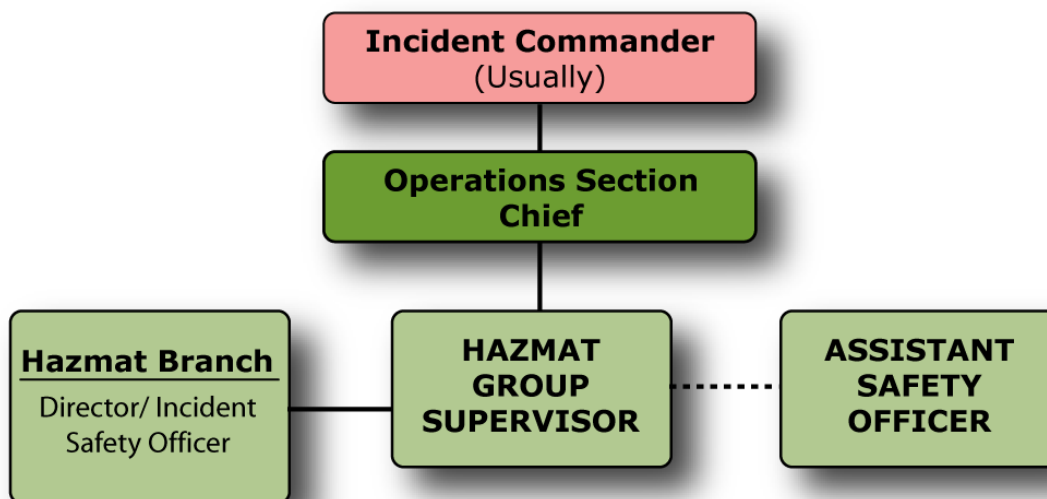 Incident Commander
(Usually)
Operations Section
Chief
Hazmat Branch
Director/ Incident
Safety Officer
HAZMAT
GROUP
SUPERVISOR
ASSISTANT
SAFETY
OFFICER